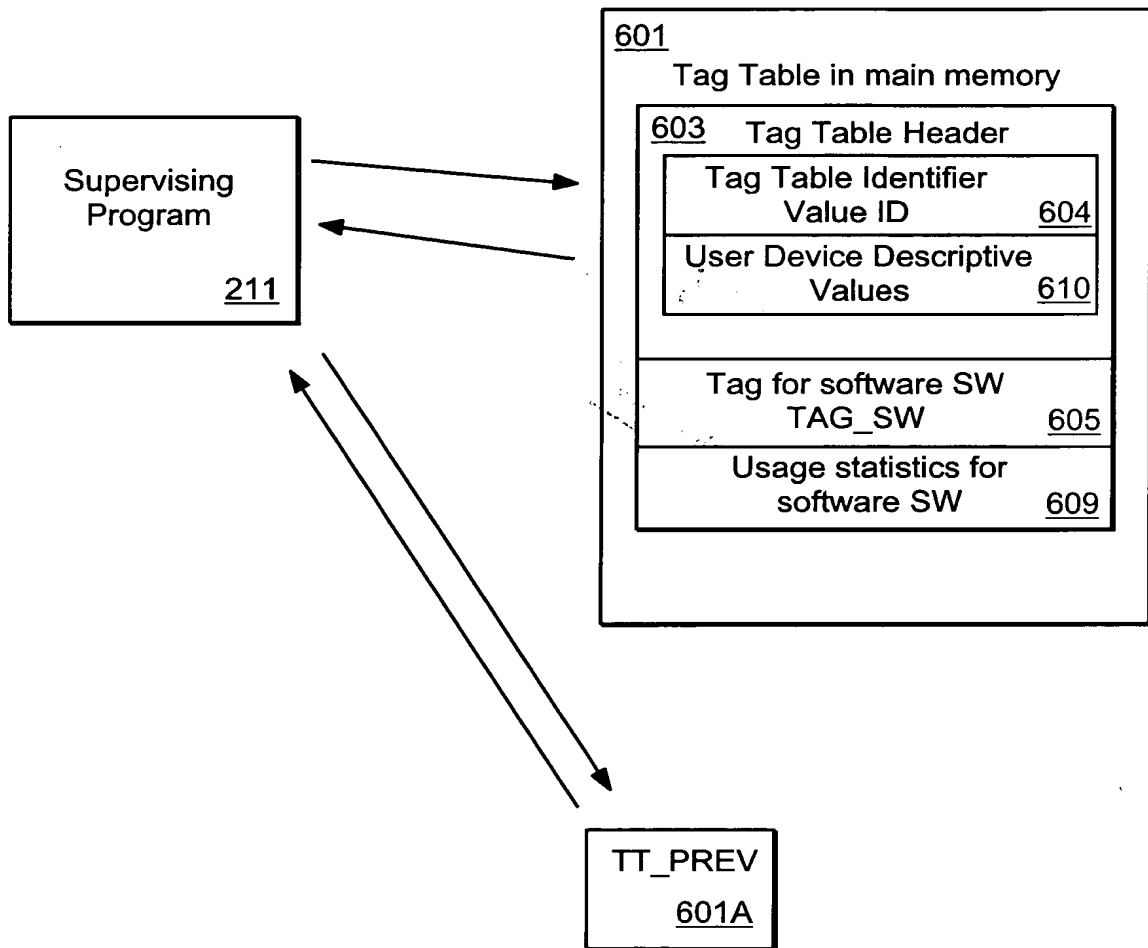 Supervising
Program
211
601
Tag Table in main memory
603 Tag Table Header
Tag Table Identifier
Value ID 604
User Device Descriptive
Values 610
Tag for software SW
TAG_SW 605
Usage statistics for
software SW 609
TT_PREV
601A